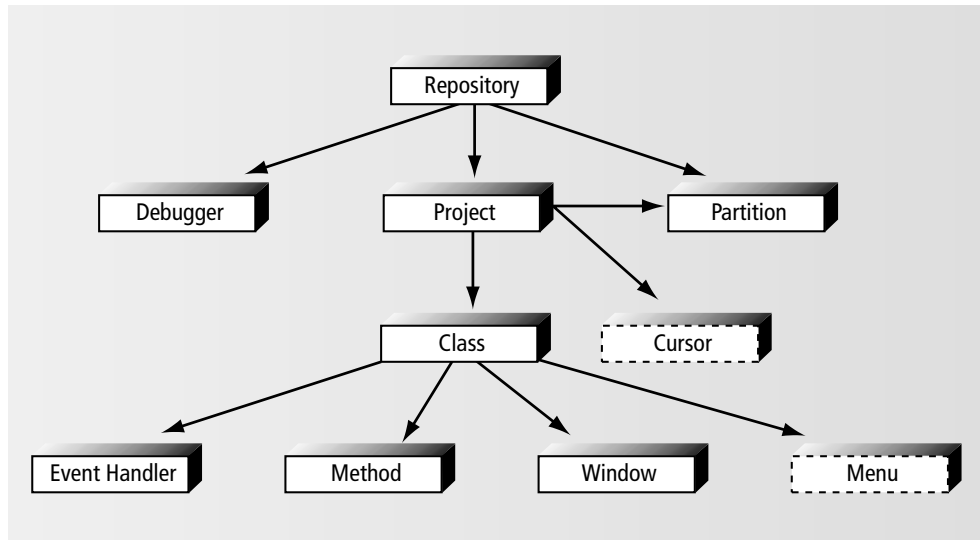 Repository
Debugger
Project
Partition
Class
Cursor
Event Handler
Method
Window
Menu